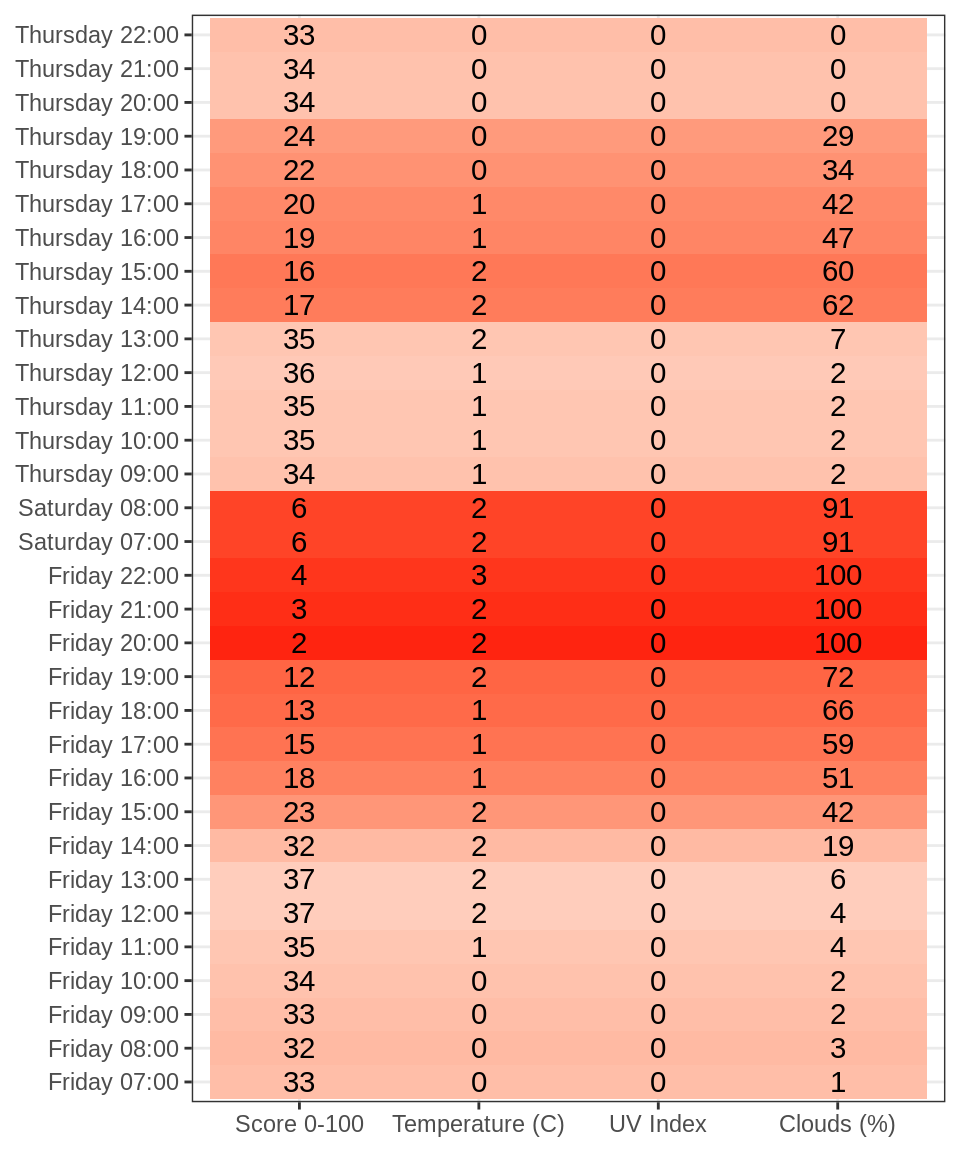 Thursday 22:00 33 0 0 0
Thursday 21:00 34 0 0 0
Thursday 20:00 34 0 0 0
Thursday 19:00 24 0 0 29
Thursday 18:00 22 0 0 34
Thursday 17:00 20 1 0 42
Thursday 16:00 19 1 0 47
Thursday 15:00 16 2 0 60
Thursday 14:00 17 2 0 62
Thursday 13:00 35 2 0 7
Thursday 12:00 36 1 0 2
Thursday 11:00 35 1 0 2
Thursday 10:00 35 1 0 2
Thursday 09:00 34 1 0 2
Saturday 08:00 6 2 0 91
Saturday 07:00 6 2 0 91
Friday 22:00 4 3 0 100
Friday 21:00 3 2 0 100
Friday 20:00 2 2 0 100
Friday 19:00 12 2 0 72
Friday 18:00 13 1 0 66
Friday 17:00 15 1 0 59
Friday 16:00 18 1 0 51
Friday 15:00 23 2 0 42
Friday 14:00 32 2 0 19
Friday 13:00 37 2 0 6
Friday 12:00 37 2 0 4
Friday 11:00 35 1 0 4
Friday 10:00 34 0 0 2
Friday 09:00 33 0 0 2
Friday 08:00 32 0 0 3
Friday 07:00 33 0 0 1
Score 0-100 Temperature (C) UV Index Clouds (%)